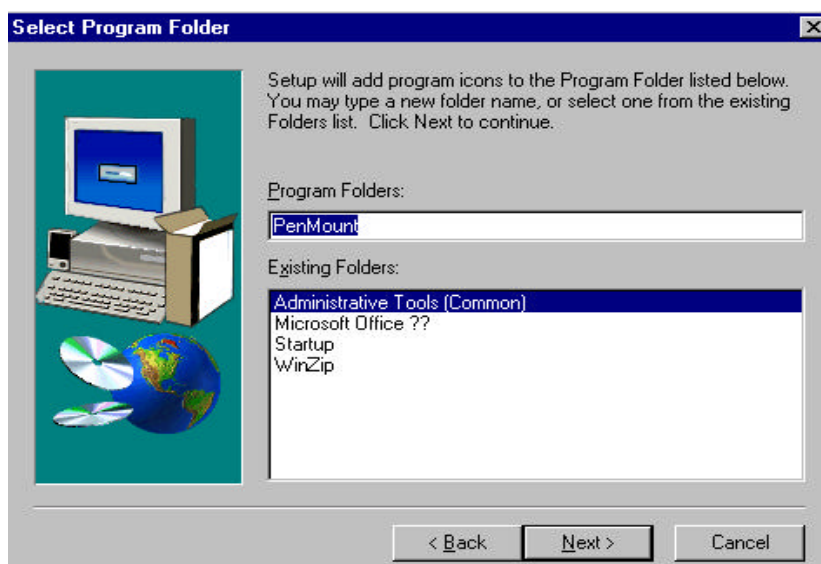 Select Program Folder
Setup will add program icons to the Program Folder listed below.
You may type a new folder name, or select one from the existing
Folders list. Click Next to continue.
Program Folders:
PenMount
Existing Folders:
Administrative Tools (Common)
Microsoft Office ??
Startup
WinZip
< Back
Next >
Cancel